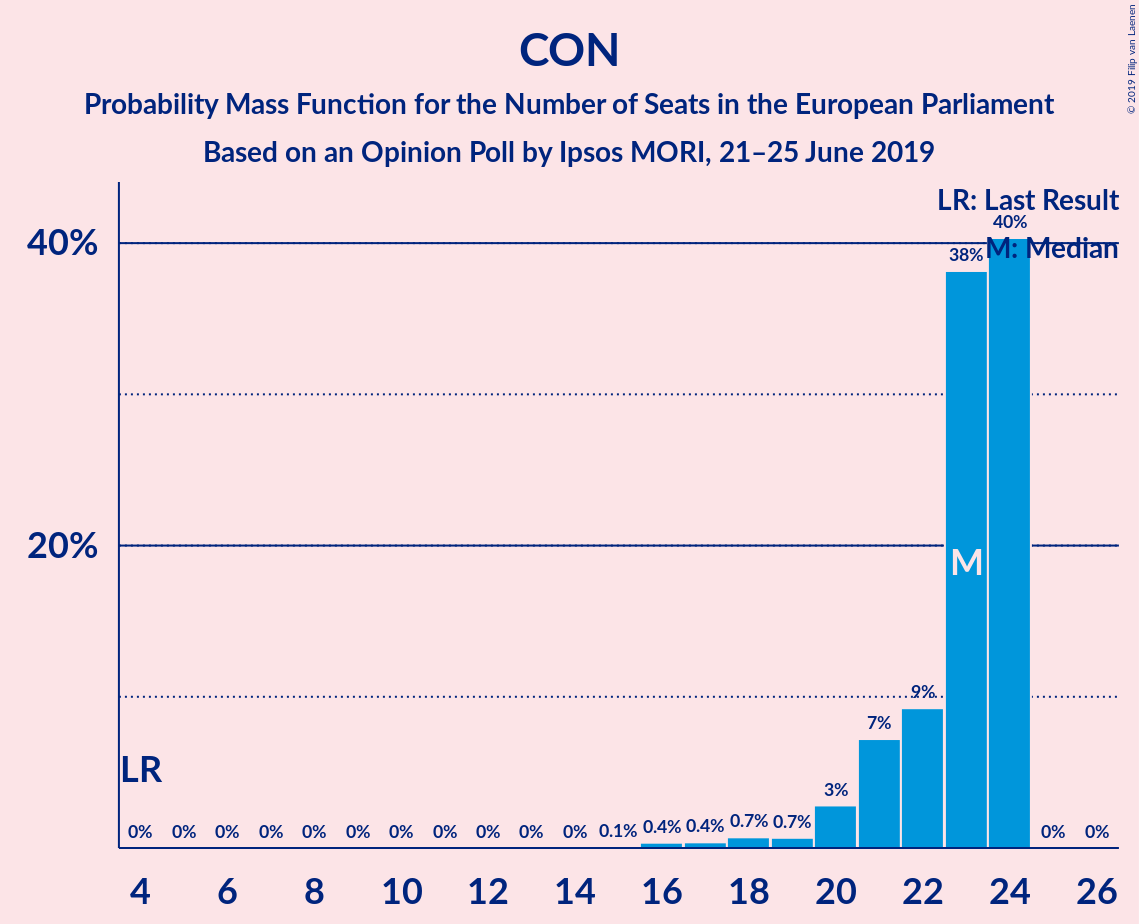 CON
Probability Mass Function for the Number of Seats in the European Parliament
Based on an Opinion Poll by Ipsos MORI, 21–25 June 2019
© 2019 Filip van Laenen
LR: Last Result
M: Median
40%
20%
40%
38%
M
9%
7%
3%
LR
0% 0% 0% 0% 0% 0% 0% 0% 0% 0% 0% 0.1% 0.4% 0.4% 0.7% 0.7% 0% 0%
4 6 8 10 12 14 16 18 20 22 24 26